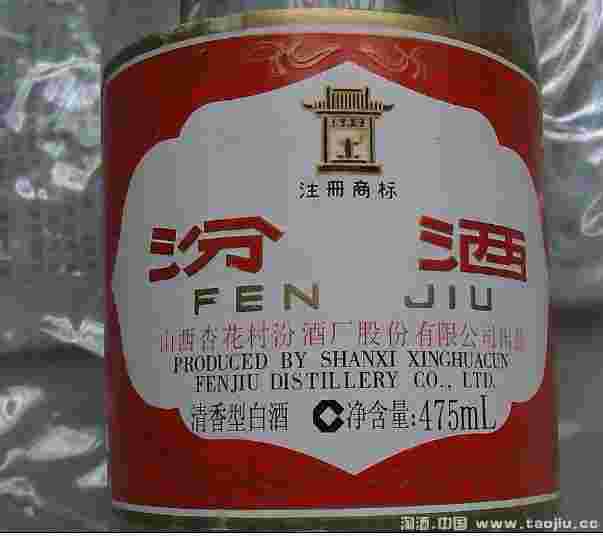 注册商标
汾 酒
FEN JIU
山西杏花村汾酒厂股份有限公司出品
PRODUCED BY SHANXI XINGHUACUN
FENJIU DISTILLERY CO., LTD.
清香型白酒 净含量:475mL
淘酒.中国 www.taojiu.cc